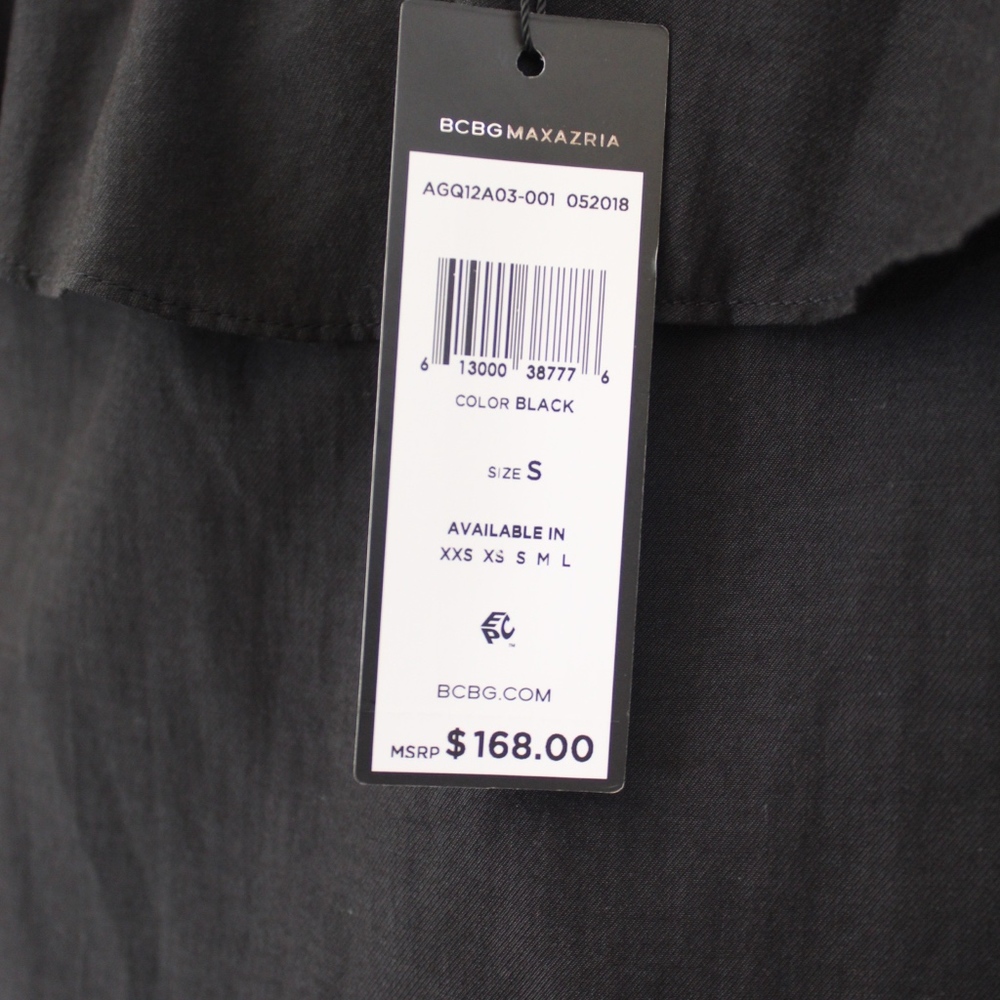 BCBGMAXAZRIA
AGQ12A03-001 052018
6 13000 38777 6
COLOR BLACK
SIZE S
AVAILABLE IN
XXS XS S M L
EPC™
BCBG.COM
MSRP $168.00